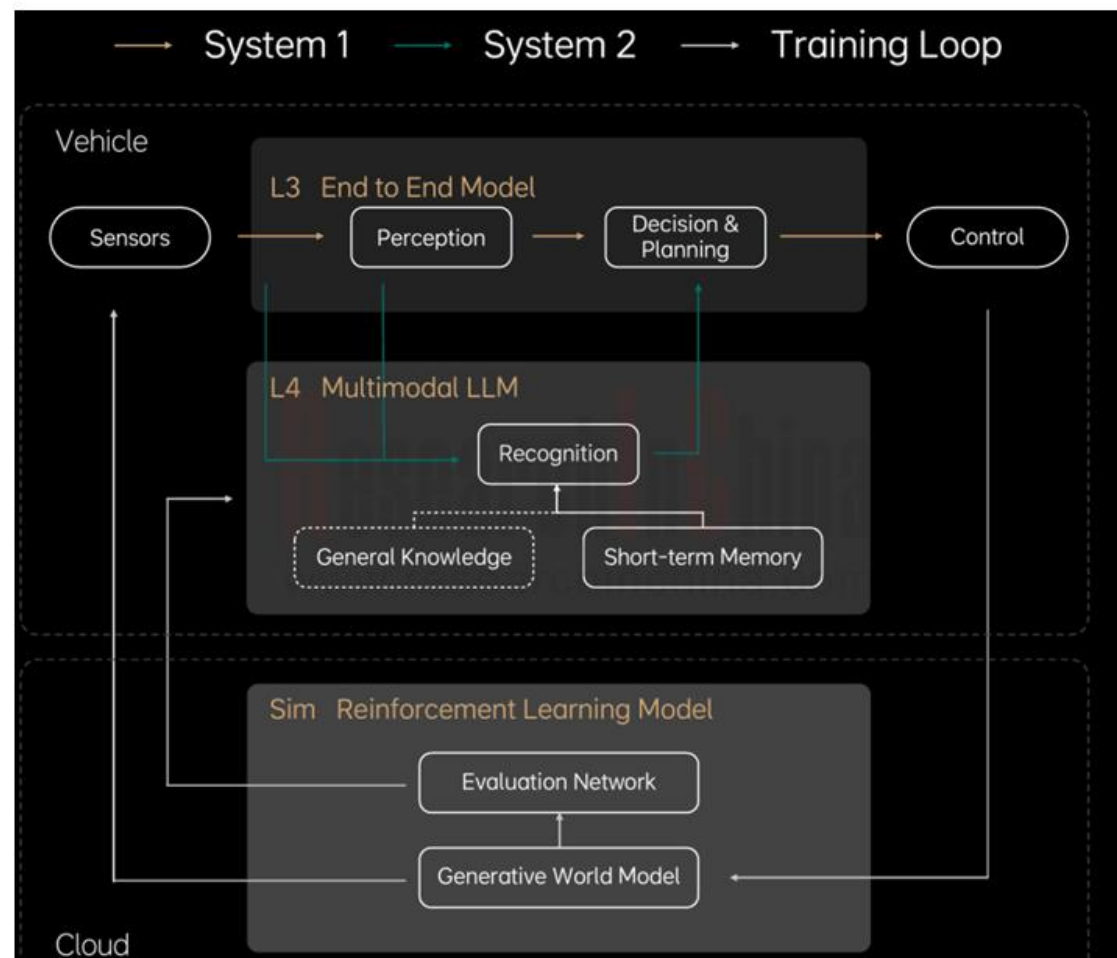 System 1 System 2 Training Loop
Vehicle
L3 End to End Model
Sensors
Perception
Decision &
Planning
Control
L4 Multimodal LLM
Recognition
General Knowledge
Short-term Memory
Sim Reinforcement Learning Model
Evaluation Network
Generative World Model
Cloud